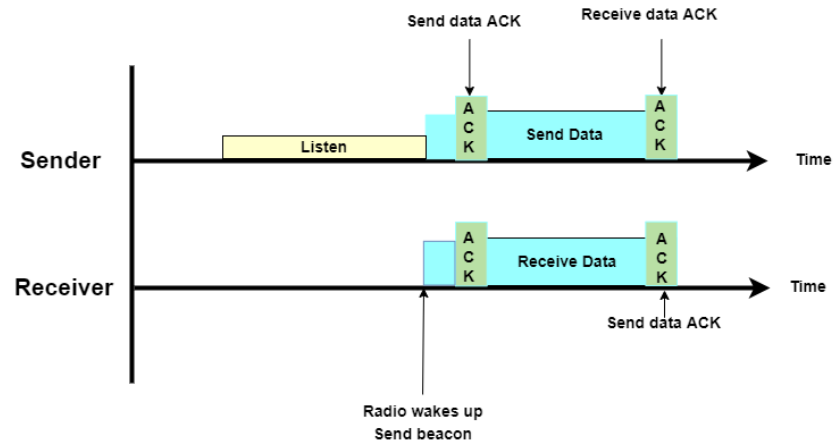 Send data ACK
Receive data ACK
A
C
K
A
C
K
Listen
Send Data
Sender
Time
A
C
K
A
C
K
Receive Data
Receiver
Time
Send data ACK
Radio wakes up
Send beacon